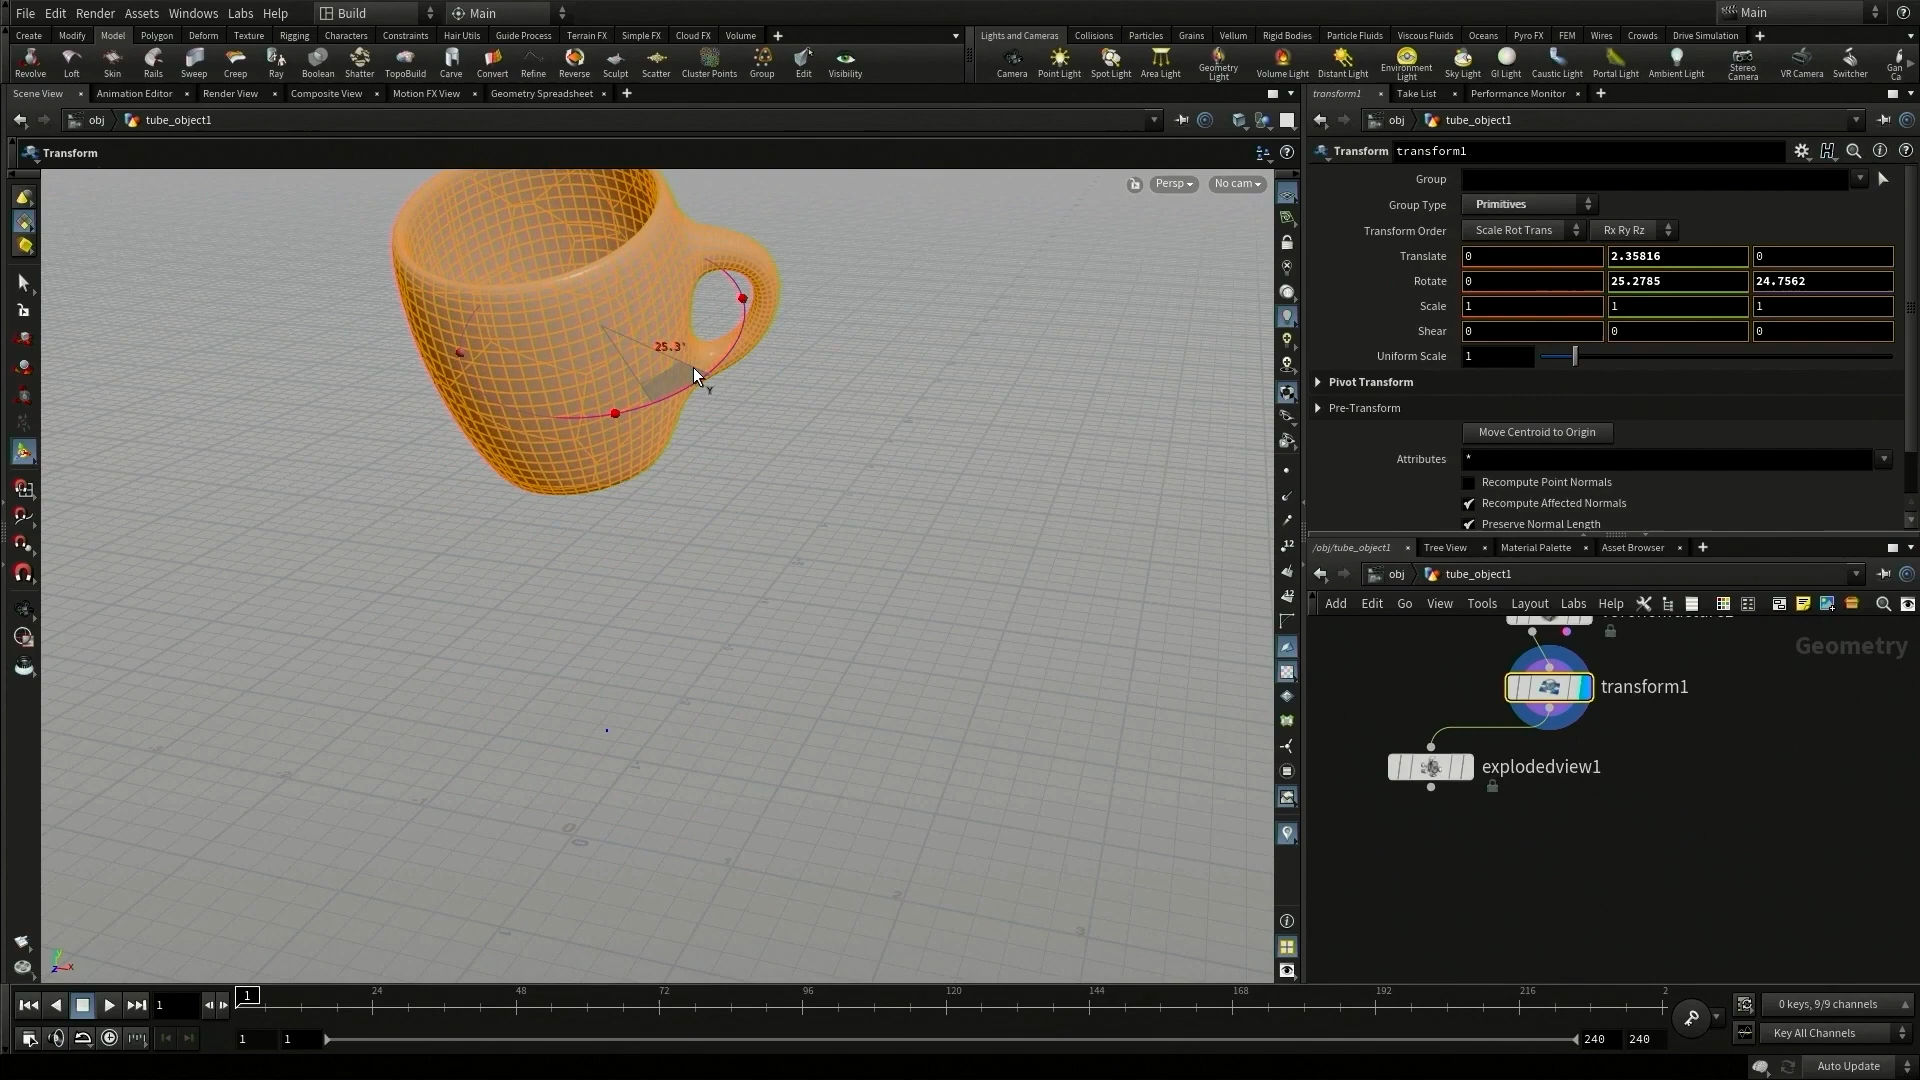 File Edit Render Assets Windows Labs Help Build Main Main
Create Modify Model Polygon Deform Texture Rigging Characters Constraints Hair Utils Guide Process Terrain FX Simple FX Cloud FX Volume
Lights and Cameras Collisions Particles Grains Vellum Rigid Bodies Particle Fluids Viscous Fluids Oceans Pyro FX FEM Wires Crowds Drive Simulation
Revolve Loft Skin Rails Sweep Creep Ray Boolean Shatter TopoBuild Carve Convert Refine Reverse Sculpt Scatter Cluster Points Group Edit Visibility
Camera Point Light Spot Light Area Light Geometry Light Volume Light Distant Light Environment Light Sky Light GI Light Caustic Light Portal Light Ambient Light Stereo Camera VR Camera Switcher Gan Ca
Scene View Animation Editor Render View Composite View Motion FX View Geometry Spreadsheet
transform1 Take List Performance Monitor
obj tube_object1
obj tube_object1
Transform
Transform transform1
Persp No cam
Group
Group Type Primitives
Transform Order Scale Rot Trans Rx Ry Rz
Translate 0 2.35816 0
Rotate 0 25.2785 24.7562
Scale 1 1 1
Shear 0 0 0
Uniform Scale 1
Pivot Transform
Pre-Transform
Move Centroid to Origin
Attributes *
Recompute Point Normals
Recompute Affected Normals
Preserve Normal Length
25.3°
Y
/obj/tube_object1 Tree View Material Palette Asset Browser
obj tube_object1
Add Edit Go View Tools Layout Labs Help
Geometry
transform1
explodedview1
12
12
y
z x
1 1 24 48 72 96 120 144 168 192 216 2
0 keys, 9/9 channels
1 1 240 240 Key All Channels
Auto Update